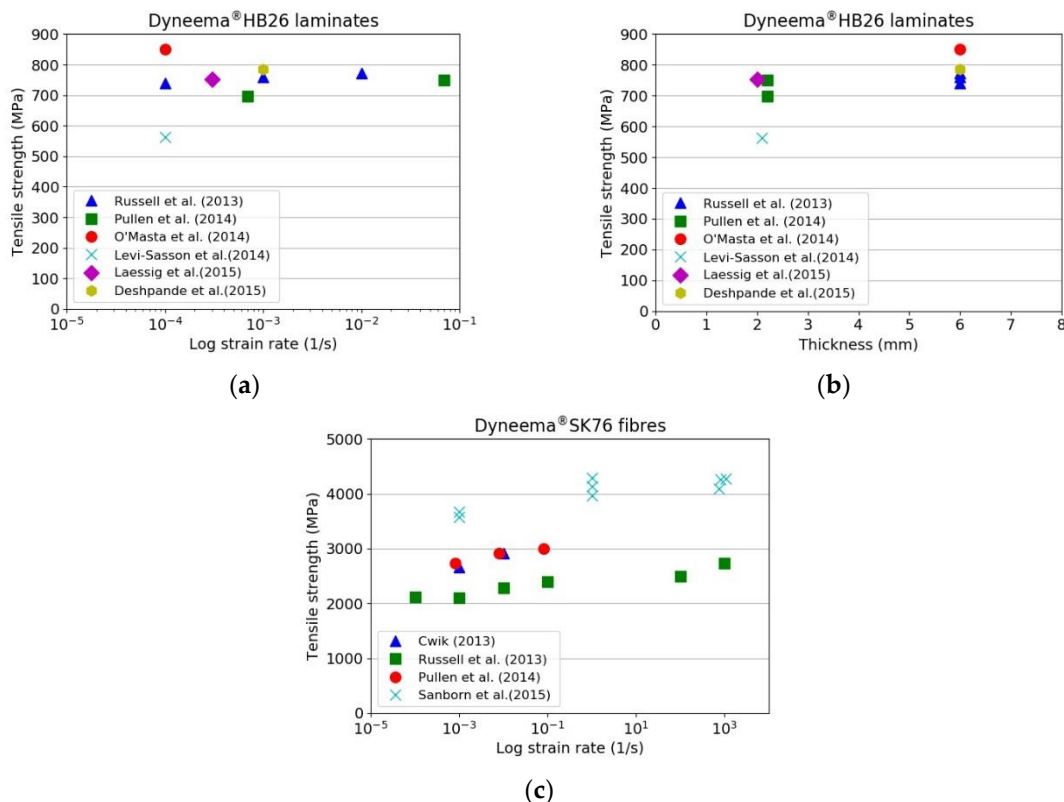 Dyneema®HB26 laminates
Tensile strength (MPa)
900
800
700
600
500
400
300
200
100
0
Russell et al. (2013)
Pullen et al. (2014)
O'Masta et al. (2014)
Levi-Sasson et al.(2014)
Laessig et al.(2015)
Deshpande et al.(2015)
10⁻⁵ 10⁻⁴ 10⁻³ 10⁻² 10⁻¹
Log strain rate (1/s)
(a)
Dyneema®HB26 laminates
Tensile strength (MPa)
900
800
700
600
500
400
300
200
100
0
Russell et al. (2013)
Pullen et al. (2014)
O'Masta et al. (2014)
Levi-Sasson et al.(2014)
Laessig et al.(2015)
Deshpande et al.(2015)
0 1 2 3 4 5 6 7 8
Thickness (mm)
(b)
Dyneema®SK76 fibres
Tensile strength (MPa)
5000
4000
3000
2000
1000
0
Cwik (2013)
Russell et al. (2013)
Pullen et al. (2014)
Sanborn et al.(2015)
10⁻⁵ 10⁻³ 10⁻¹ 10¹ 10³
Log strain rate (1/s)
(c)